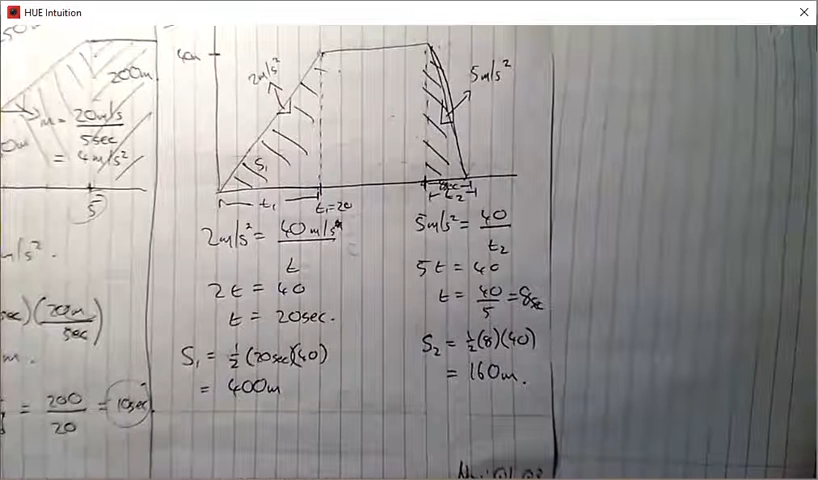 HUE Intuition
200m
m = 20m/s
5sec
= 4m/s²
5
m/s².
sec)(20m
5sec)
m.
= 200 = 10sec
20
2m/s²
5m/s²
S₁
t₁
t₁=20
t₂
2m/s² = 40m/s
t
2t = 40
t = 20sec.
S₁ = ½(20sec)(40)
= 400m
5m/s² = 40
t₂
5t = 40
t = 40 = 8sec
5
S₂ = ½(8)(40)
= 160m.